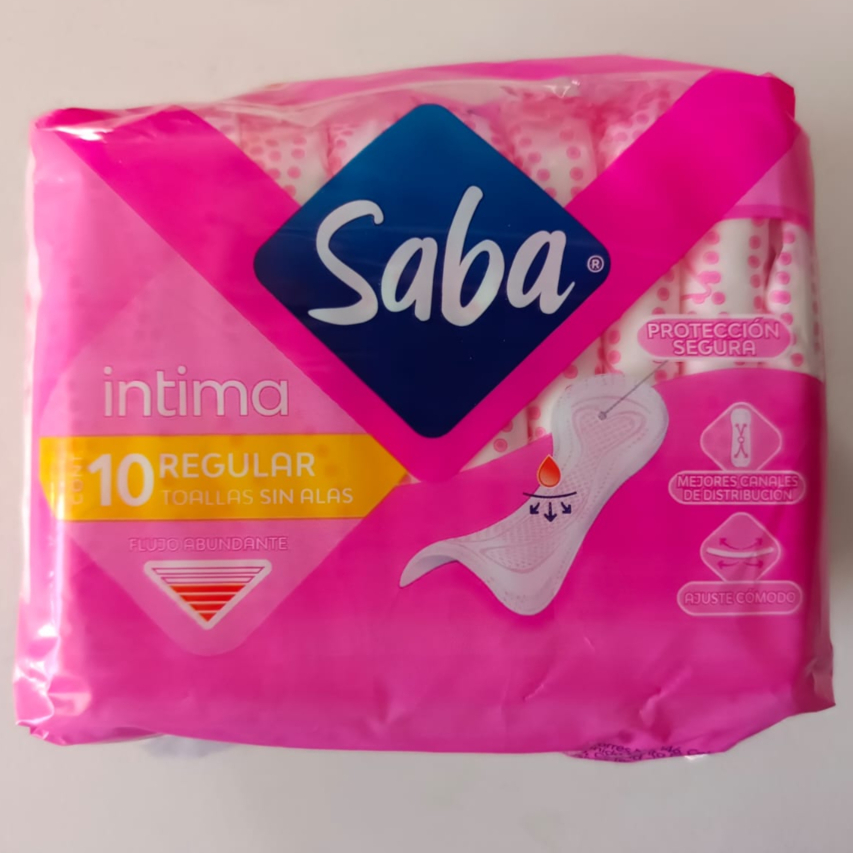 Saba®
PROTECCIÓN
SEGURA
intima
CONT.
10 REGULAR
TOALLAS SIN ALAS
FLUJO ABUNDANTE
MEJORES CANALES
DE DISTRIBUCIÓN
AJUSTE CÓMODO